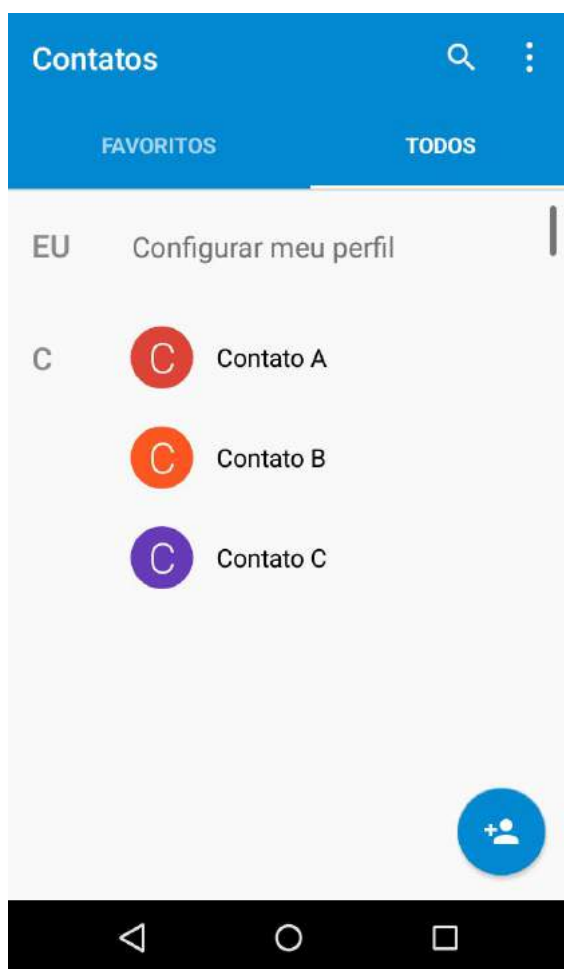 Contatos
FAVORITOS TODOS
EU Configurar meu perfil
C C Contato A
C Contato B
C Contato C